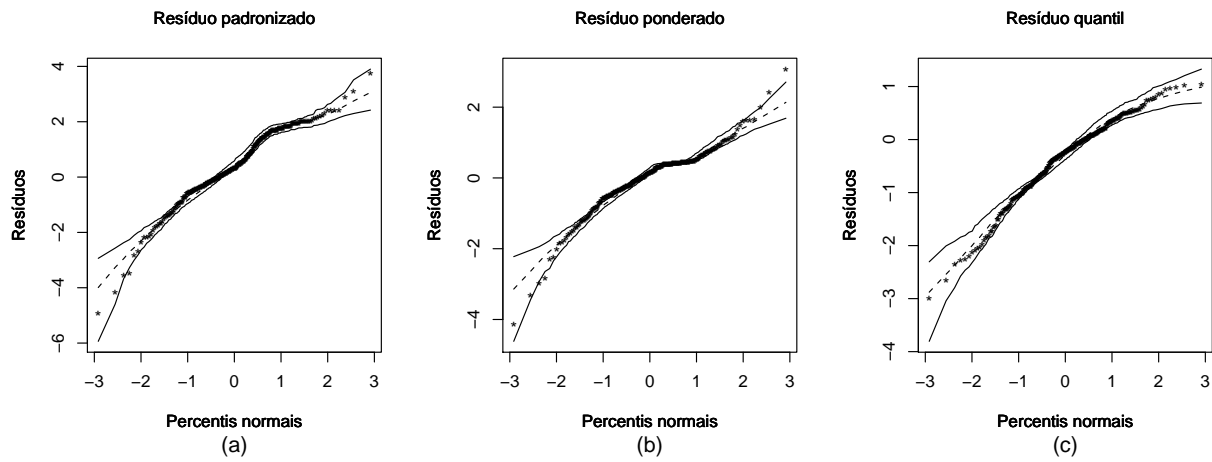 Resíduo padronizado
Resíduos
4
2
0
−2
−4
−6
−3 −2 −1 0 1 2 3
Percentis normais
(a)
Resíduo ponderado
Resíduos
2
0
−2
−4
−3 −2 −1 0 1 2 3
Percentis normais
(b)
Resíduo quantil
Resíduos
1
0
−1
−2
−3
−4
−3 −2 −1 0 1 2 3
Percentis normais
(c)